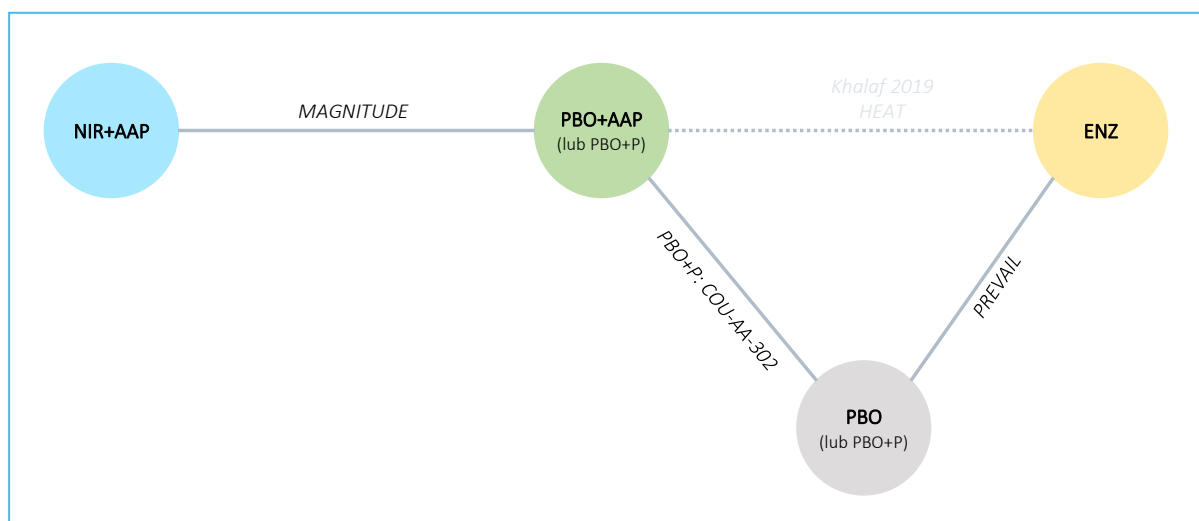 Khalaf 2019
HEAT
MAGNITUDE
NIR+AAP
PBO+AAP
(lub PBO+P)
ENZ
PBO+P: COU-AA-302
PREVAIL
PBO
(lub PBO+P)